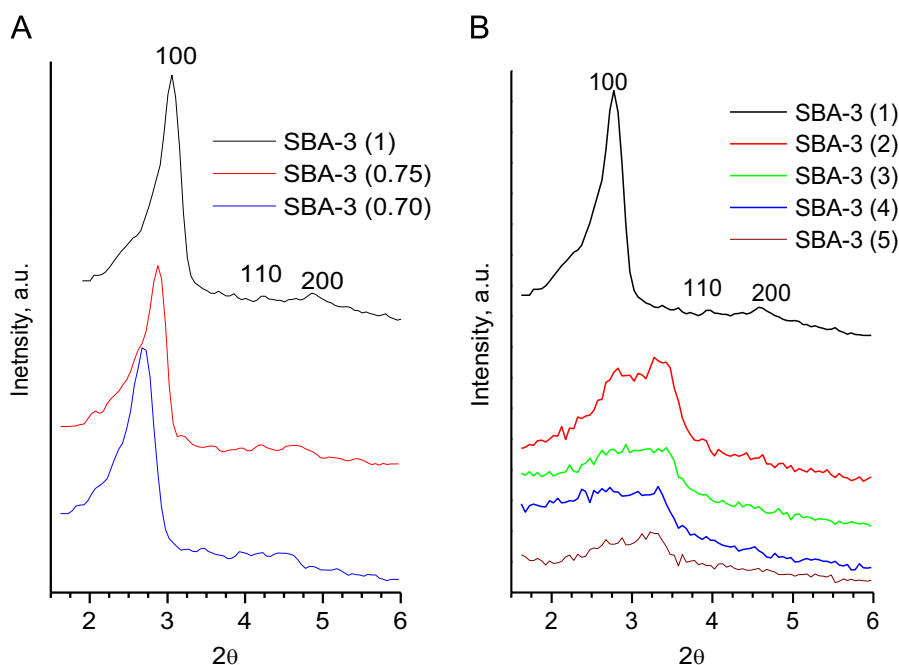 A
B
100
SBA-3 (1)
SBA-3 (0.75)
SBA-3 (0.70)
110
200
Inetnsity, a.u.
2
3
4
5
6
2θ
100
SBA-3 (1)
SBA-3 (2)
SBA-3 (3)
SBA-3 (4)
SBA-3 (5)
110
200
Intensity, a.u.
2
3
4
5
6
2θ